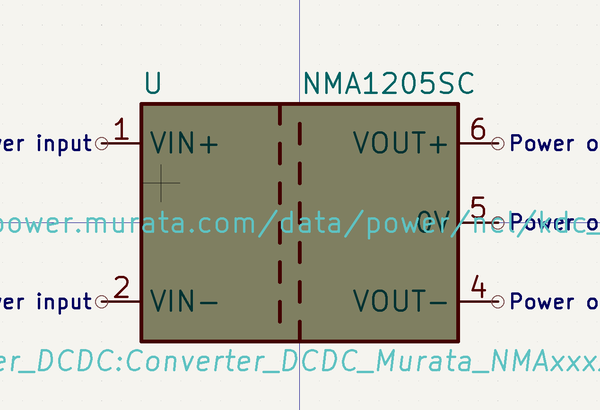 U NMA1205SC
wer input 1 VIN+ VOUT+ 6 Power o
power.murata.com/data/power/ncl/kdc_
0V 5 Power o
wer input 2 VIN- VOUT- 4 Power o
er_DCDC:Converter_DCDC_Murata_NMAxxx